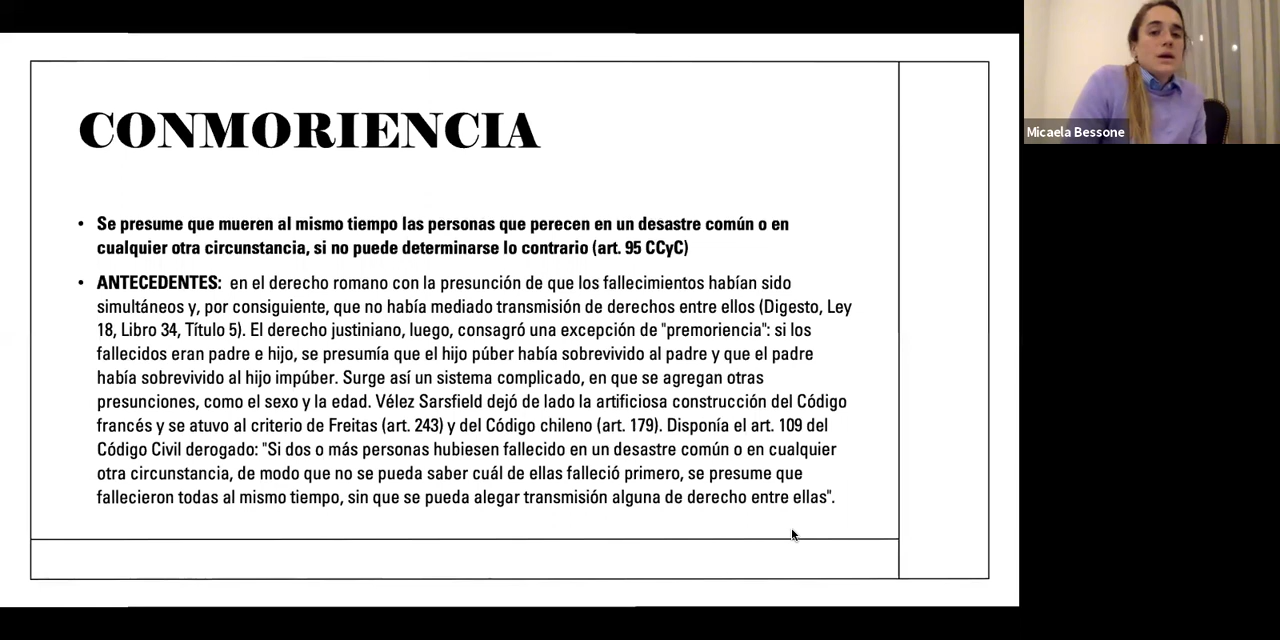 CONMORIENCIA
• Se presume que mueren al mismo tiempo las personas que perecen en un desastre común o en
cualquier otra circunstancia, si no puede determinarse lo contrario (art. 95 CCyC)
• ANTECEDENTES: en el derecho romano con la presunción de que los fallecimientos habían sido
simultáneos y, por consiguiente, que no había mediado transmisión de derechos entre ellos (Digesto, Ley
18, Libro 34, Título 5). El derecho justiniano, luego, consagró una excepción de "premoriencia": si los
fallecidos eran padre e hijo, se presumía que el hijo púber había sobrevivido al padre y que el padre
había sobrevivido al hijo impúber. Surge así un sistema complicado, en que se agregan otras
presunciones, como el sexo y la edad. Vélez Sarsfield dejó de lado la artificiosa construcción del Código
francés y se atuvo al criterio de Freitas (art. 243) y del Código chileno (art. 179). Disponía el art. 109 del
Código Civil derogado: "Si dos o más personas hubiesen fallecido en un desastre común o en cualquier
otra circunstancia, de modo que no se pueda saber cuál de ellas falleció primero, se presume que
fallecieron todas al mismo tiempo, sin que se pueda alegar transmisión alguna de derecho entre ellas".
Micaela Bessone